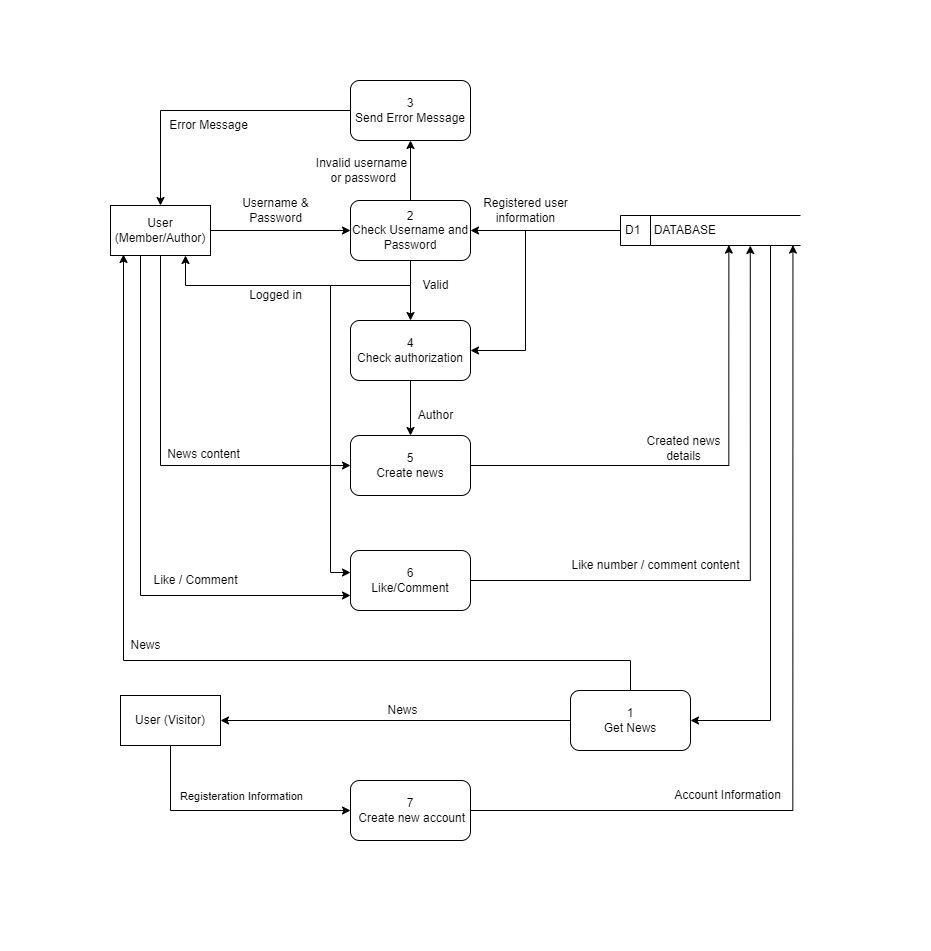 3
Send Error Message
Error Message
Invalid username
or password
User
(Member/Author)
Username &
Password
2
Check Username and
Password
Registered user
information
D1
DATABASE
Logged in
Valid
4
Check authorization
Author
News content
5
Create news
Created news
details
Like / Comment
6
Like/Comment
Like number / comment content
News
User (Visitor)
News
1
Get News
Registeration Information
7
Create new account
Account Information